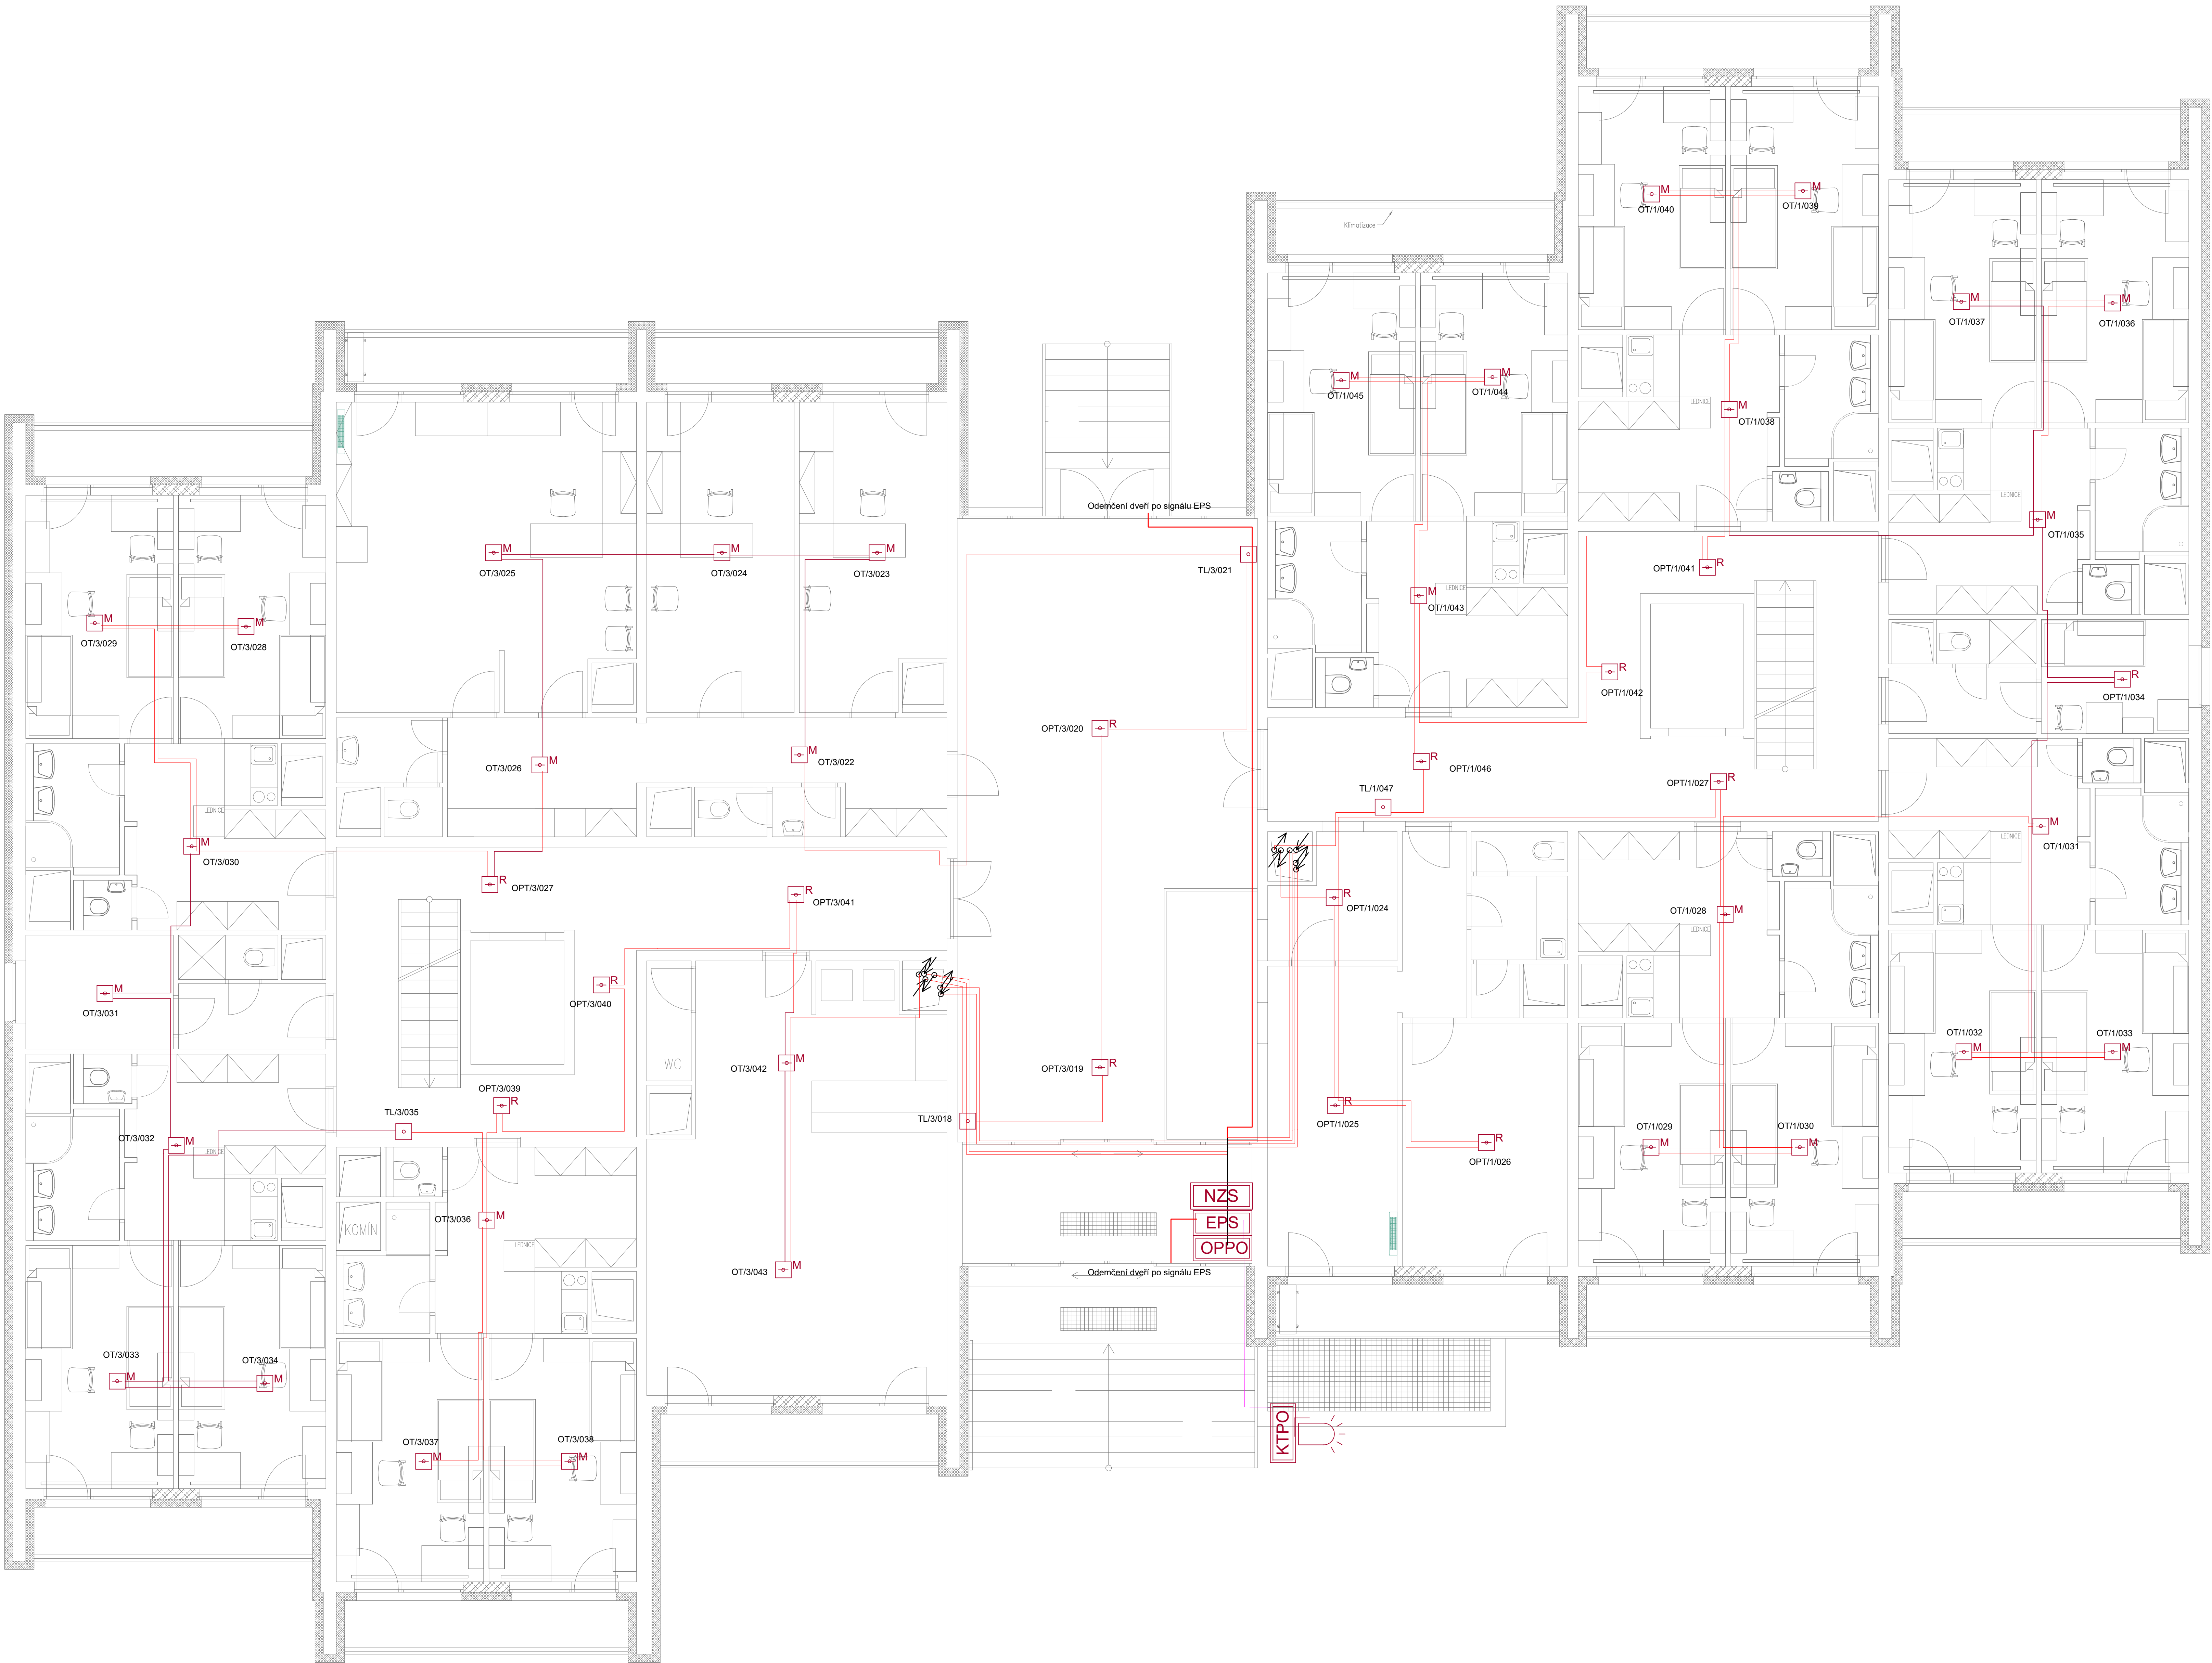 M
M
OT/1/040
OT/1/039
Klimatizace
M
M
OT/1/037
OT/1/036
M
M
OT/1/045
OT/1/044
LEDNICE
M
OT/1/038
LEDNICE
M
OT/1/035
Odemčení dveří po signálu EPS
M
M
M
OT/3/025
OT/3/024
OT/3/023
TL/3/021
OPT/1/041
R
LEDNICE
M
OT/1/043
M
M
OT/3/029
OT/3/028
R
OPT/1/042
R
OPT/1/034
OPT/3/020
R
M
OT/3/026
M
OT/3/022
R
OPT/1/046
OPT/1/027
R
TL/1/047
LEDNICE
M
OT/3/030
M
OT/1/031
LEDNICE
R
OPT/3/027
R
OPT/3/041
R
OPT/1/024
OT/1/028
M
LEDNICE
M
OT/3/031
R
OPT/3/040
WC
OT/3/042
M
OPT/3/019
R
OT/1/032
M
OT/1/033
M
OPT/3/039
R
TL/3/035
TL/3/018
R
OPT/1/025
OT/3/032
M
LEDNICE
R
OPT/1/026
OT/1/029
M
OT/1/030
M
NZS
EPS
OPPO
KOMÍN
OT/3/036
M
LEDNICE
OT/3/043
M
Odemčení dveří po signálu EPS
OT/3/033
M
OT/3/034
M
KTPO
OT/3/037
M
OT/3/038
M